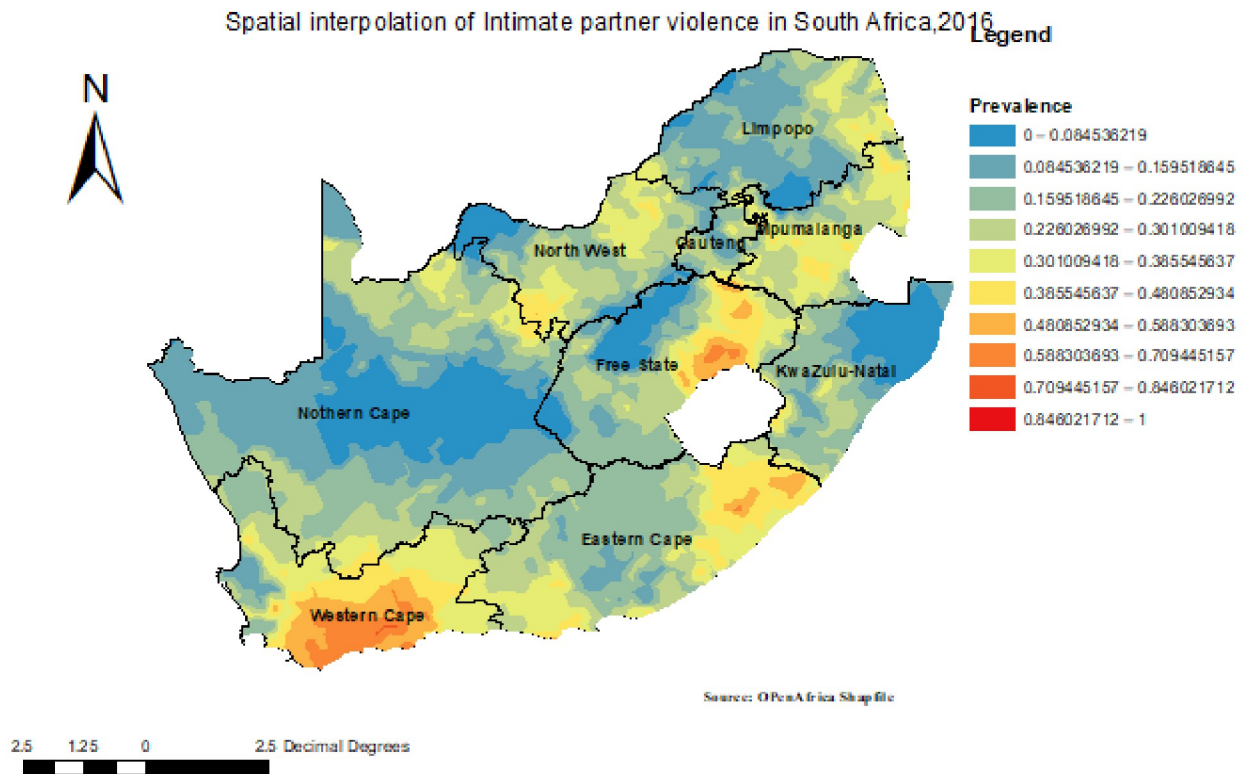 Spatial interpolation of Intimate partner violence in South Africa,2016
Legend
N
Prevalence
0 – 0.084536219
0.084536219 – 0.159518645
0.159518645 – 0.226026992
0.226026992 – 0.301009418
0.301009418 – 0.385545637
0.385545637 – 0.480852934
0.480852934 – 0.588303693
0.588303693 – 0.709445157
0.709445157 – 0.846021712
0.846021712 – 1
Limpopo
North West
Gauteng
Mpumalanga
Free State
KwaZulu-Natal
Nothern Cape
Eastern Cape
Western Cape
Source: OPenAfrica Shapfile
2.5 1.25 0 2.5 Decimal Degrees